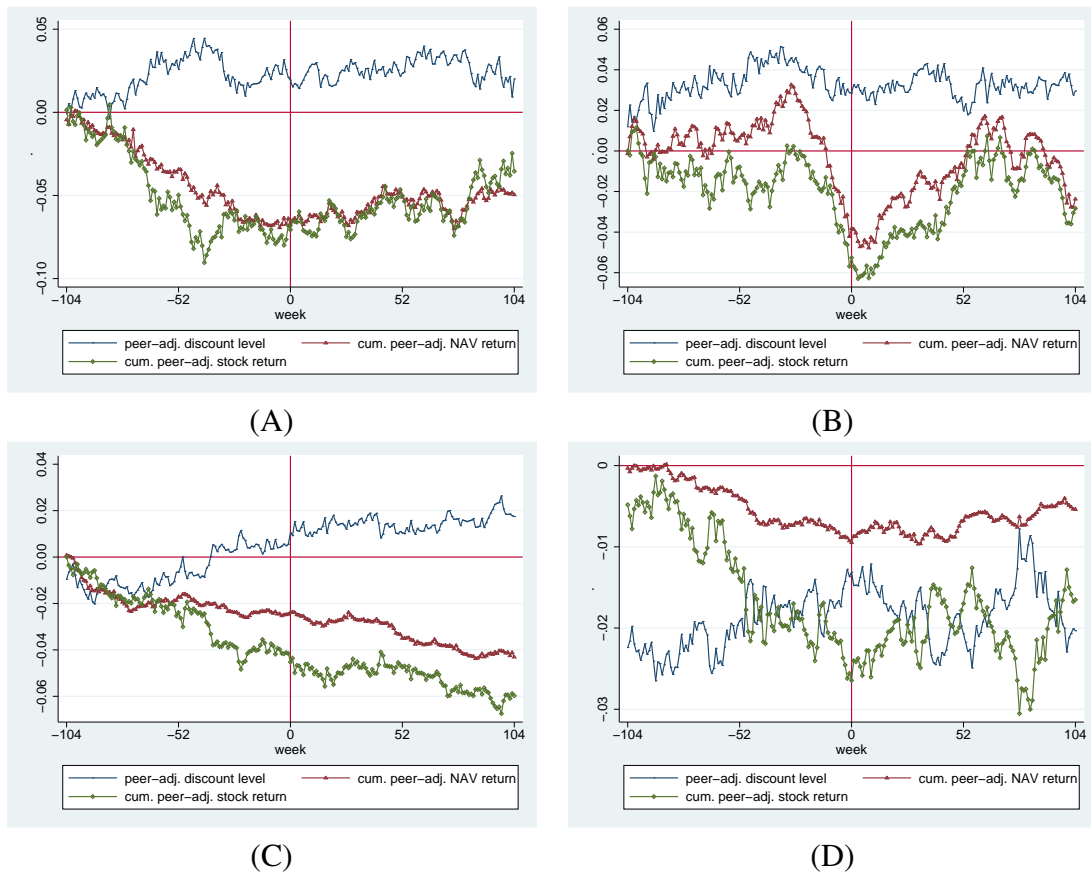 0.05
0.00
−0.05
−0.10
.
−104
−52
0
52
104
week
peer−adj. discount level
cum. peer−adj. NAV return
cum. peer−adj. stock return
(A)
0.06
0.04
0.02
0.00
−0.02
−0.04
−0.06
.
−104
−52
0
52
104
week
peer−adj. discount level
cum. peer−adj. NAV return
cum. peer−adj. stock return
(B)
0.04
0.02
0.00
−0.02
−0.04
−0.06
.
−104
−52
0
52
104
week
peer−adj. discount level
cum. peer−adj. NAV return
cum. peer−adj. stock return
(C)
0
−.01
−.02
−.03
.
−104
−52
0
52
104
week
peer−adj. discount level
cum. peer−adj. NAV return
cum. peer−adj. stock return
(D)